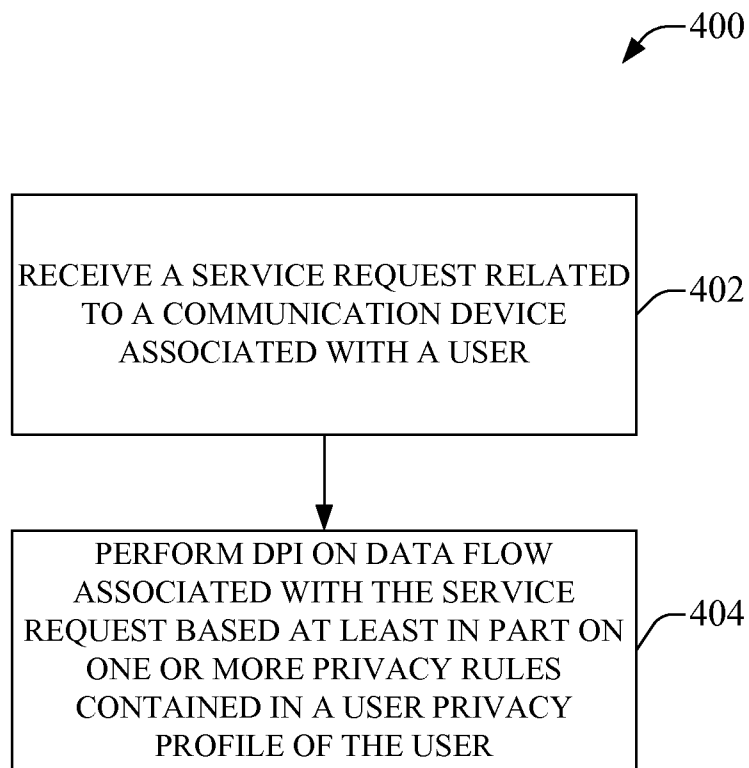 400
RECEIVE A SERVICE REQUEST RELATED
TO A COMMUNICATION DEVICE
ASSOCIATED WITH A USER
402
PERFORM DPI ON DATA FLOW
ASSOCIATED WITH THE SERVICE
REQUEST BASED AT LEAST IN PART ON
ONE OR MORE PRIVACY RULES
CONTAINED IN A USER PRIVACY
PROFILE OF THE USER
404